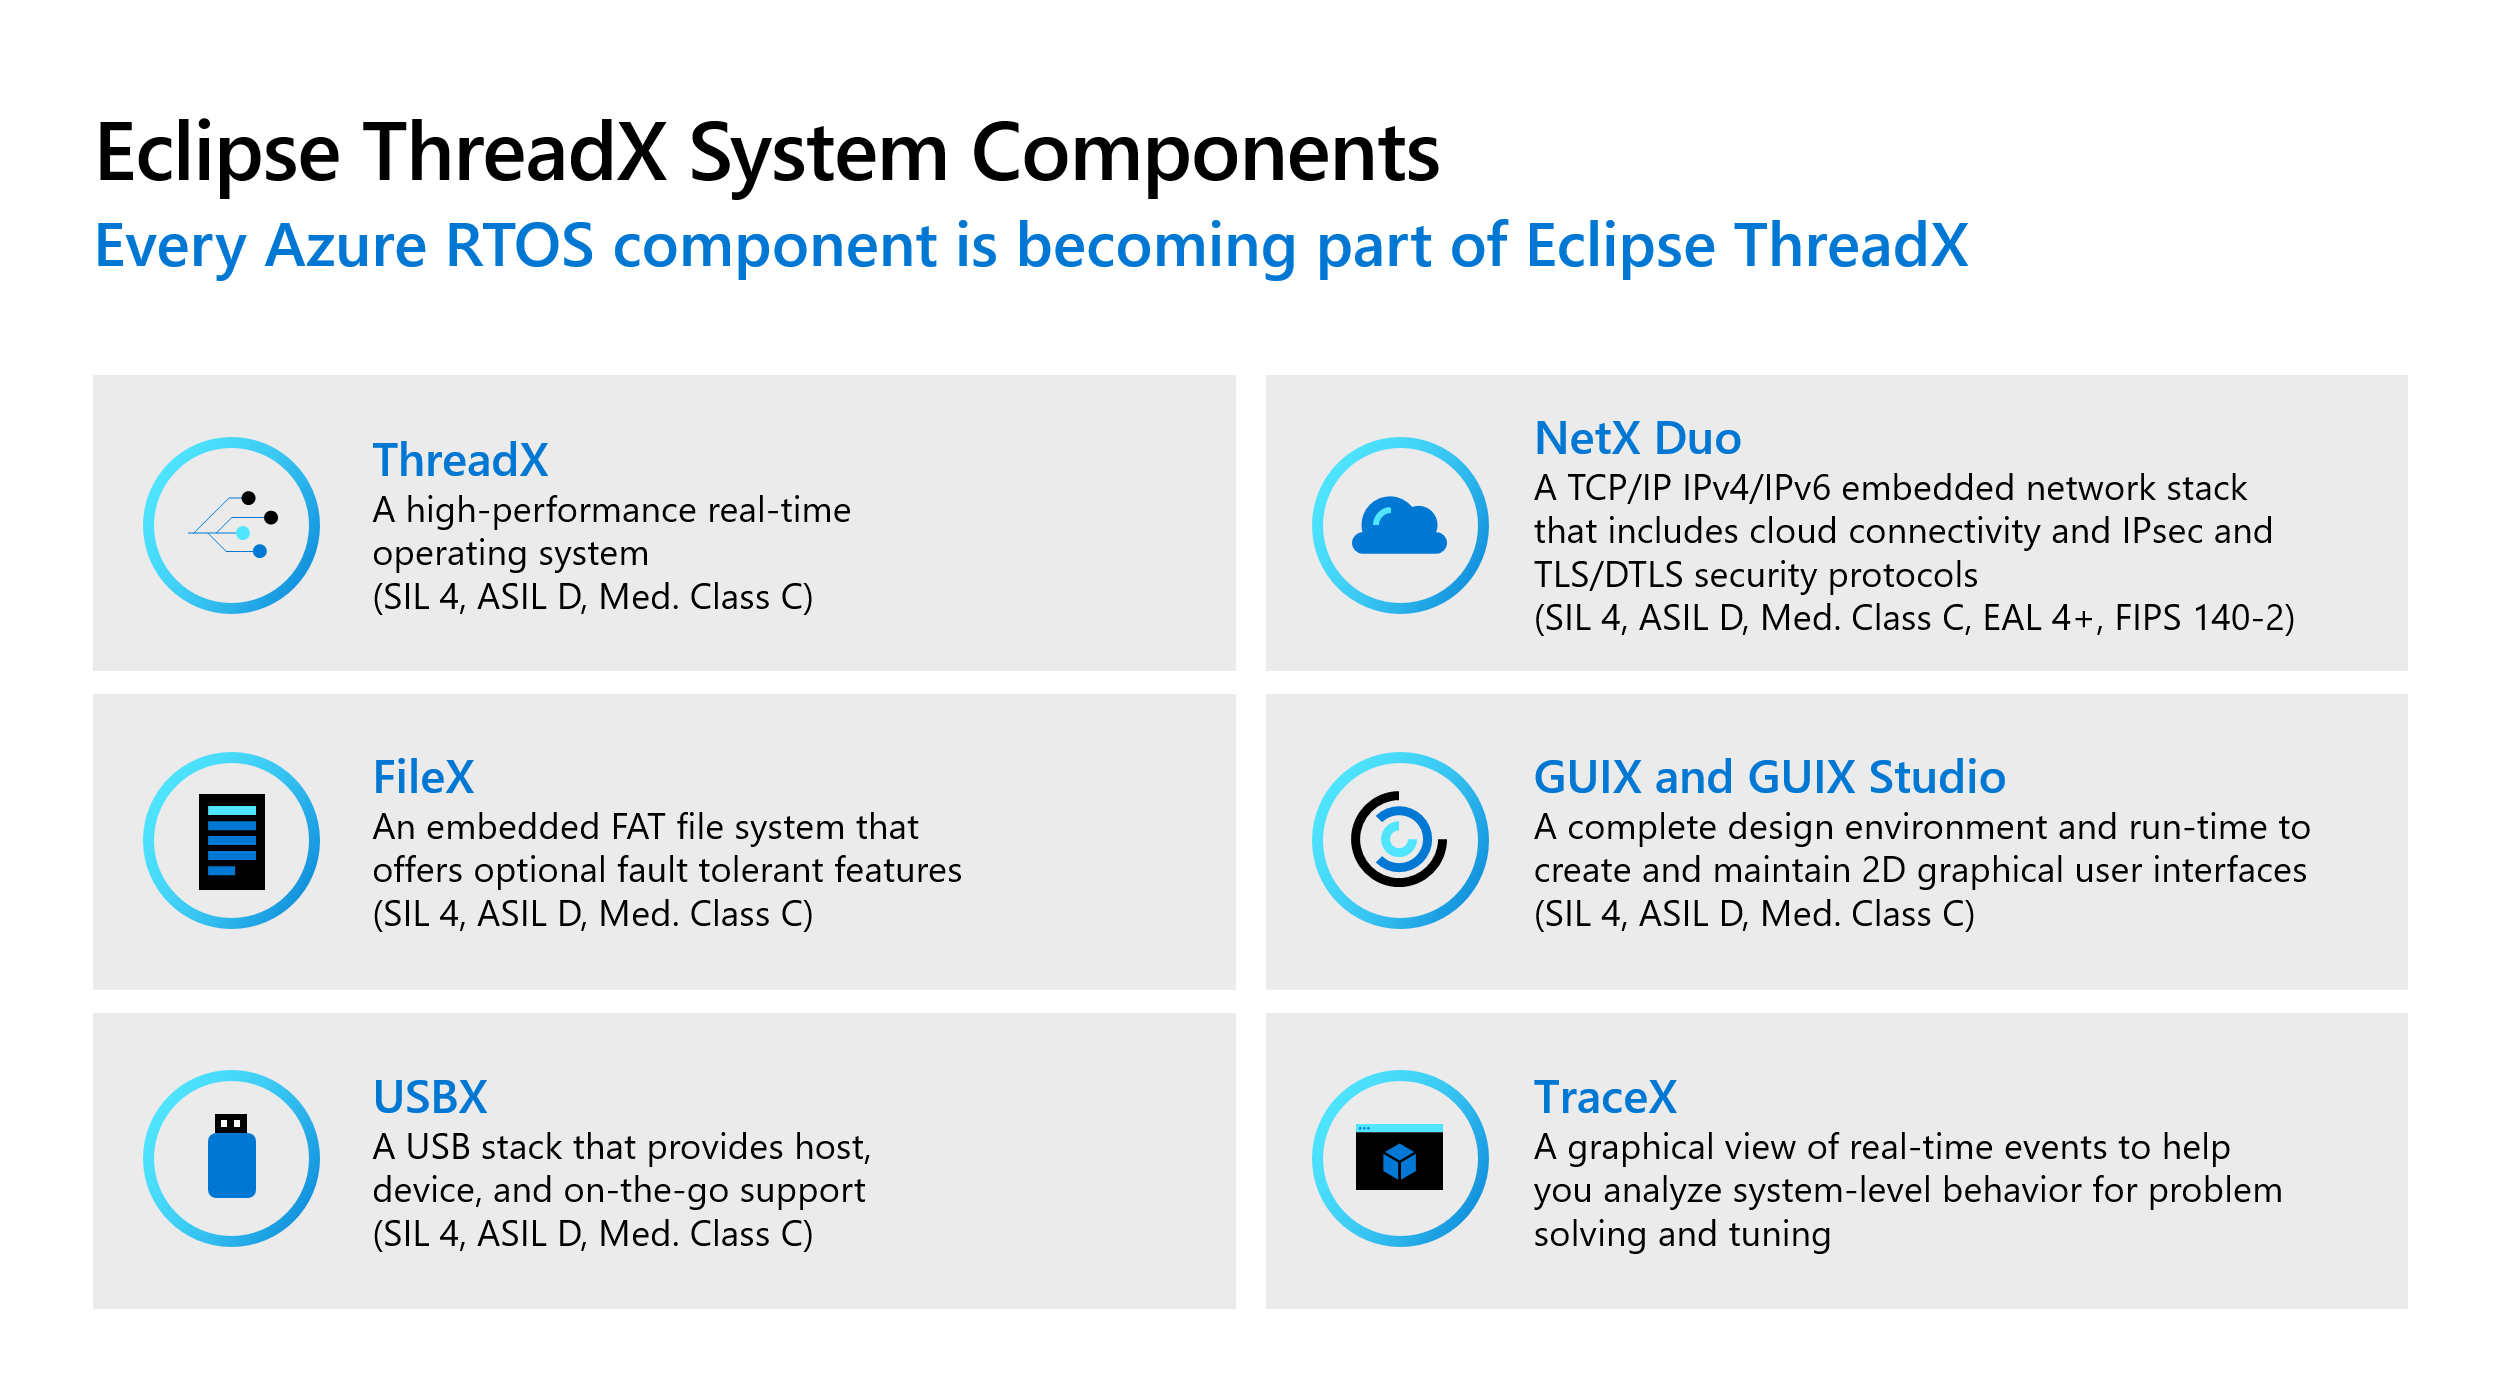 Eclipse ThreadX System Components
Every Azure RTOS component is becoming part of Eclipse ThreadX
ThreadX
A high-performance real-time
operating system
(SIL 4, ASIL D, Med. Class C)
NetX Duo
A TCP/IP IPv4/IPv6 embedded network stack
that includes cloud connectivity and IPsec and
TLS/DTLS security protocols
(SIL 4, ASIL D, Med. Class C, EAL 4+, FIPS 140-2)
FileX
An embedded FAT file system that
offers optional fault tolerant features
(SIL 4, ASIL D, Med. Class C)
GUIX and GUIX Studio
A complete design environment and run-time to
create and maintain 2D graphical user interfaces
(SIL 4, ASIL D, Med. Class C)
USBX
A USB stack that provides host,
device, and on-the-go support
(SIL 4, ASIL D, Med. Class C)
TraceX
A graphical view of real-time events to help
you analyze system-level behavior for problem
solving and tuning